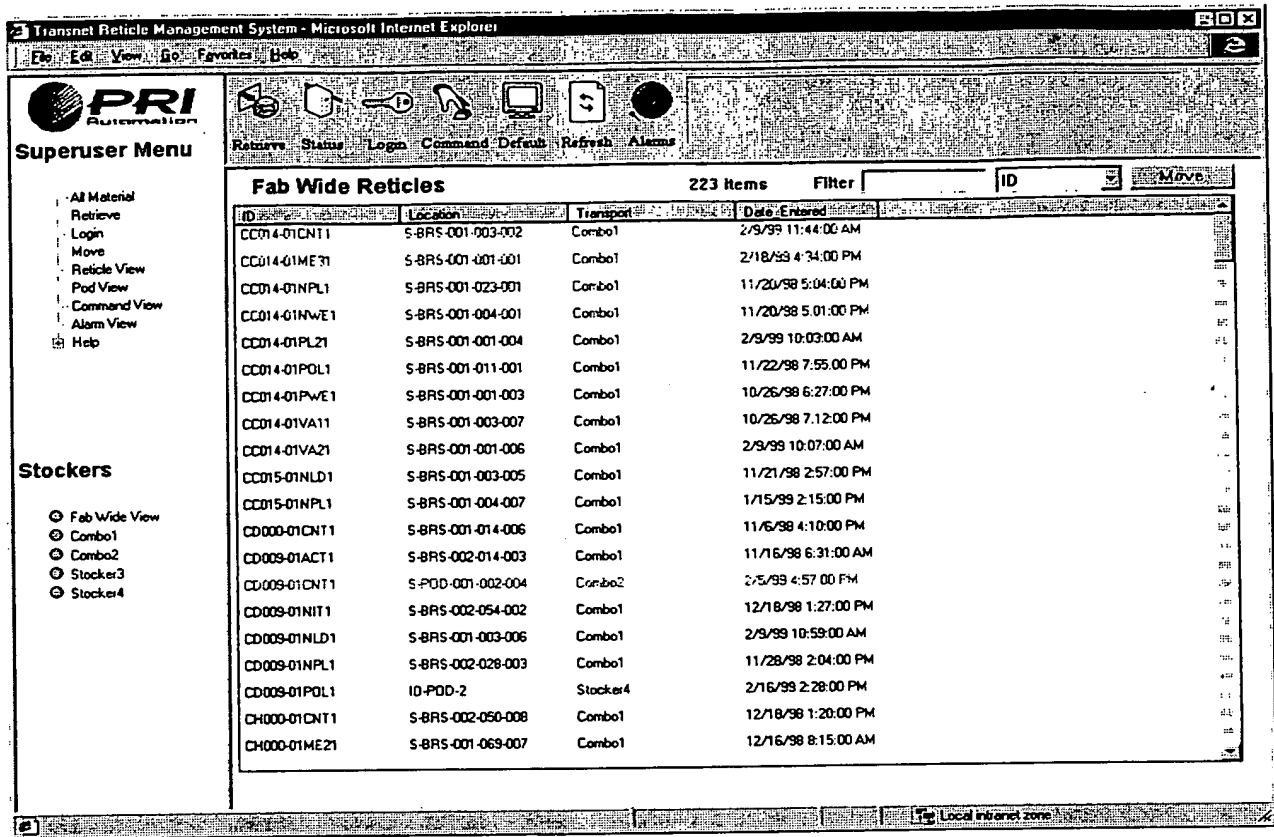 Transnet Reticle Management System - Microsoft Internet Explorer
File Edit View Go Favorites Help
PRI
Automation
Superuser Menu
Retrieve Status Login Command Default Refresh Alarms
All Material
Retrieve
Login
Move
Reticle View
Pod View
Command View
Alarm View
Help
Stockers
Fab Wide View
Combo1
Combo2
Stocker3
Stocker4
Fab Wide Reticles 223 Items Filter ID Move
ID Location Transport Date Entered
CC014-01CNT1 S-BRS-001-003-002 Combo1 2/9/99 11:44:00 AM
CC014-01ME31 S-BRS-001-001-001 Combo1 2/18/99 4:34:00 PM
CC014-01NPL1 S-BRS-001-023-001 Combo1 11/20/98 5:04:00 PM
CC014-01NWE1 S-BRS-001-004-001 Combo1 11/20/98 5:01:00 PM
CC014-01PL21 S-BRS-001-001-004 Combo1 2/9/99 10:03:00 AM
CC014-01POL1 S-BRS-001-011-001 Combo1 11/22/98 7:55:00 PM
CC014-01PWE1 S-BRS-001-001-003 Combo1 10/26/98 6:27:00 PM
CC014-01VA11 S-BRS-001-003-007 Combo1 10/26/98 7:12:00 PM
CC014-01VA21 S-BRS-001-001-006 Combo1 2/9/99 10:07:00 AM
CC015-01NLD1 S-BRS-001-003-005 Combo1 11/21/98 2:57:00 PM
CC015-01NPL1 S-BRS-001-004-007 Combo1 1/15/99 2:15:00 PM
CD000-01CNT1 S-BRS-001-014-006 Combo1 11/6/98 4:10:00 PM
CD009-01ACT1 S-BRS-002-014-003 Combo1 11/16/98 6:31:00 AM
CD009-01CNT1 S-POD-001-002-004 Combo2 2/5/99 4:57:00 PM
CD009-01NIT1 S-BRS-002-054-002 Combo1 12/18/98 1:27:00 PM
CD009-01NLD1 S-BRS-001-003-006 Combo1 2/9/99 10:59:00 AM
CD009-01NPL1 S-BRS-002-028-003 Combo1 11/28/98 2:04:00 PM
CD009-01POL1 IO-POD-2 Stocker4 2/16/99 2:28:00 PM
CH000-01CNT1 S-BRS-002-050-008 Combo1 12/18/98 1:20:00 PM
CH000-01ME21 S-BRS-001-069-007 Combo1 12/16/98 8:15:00 AM
Local intranet zone